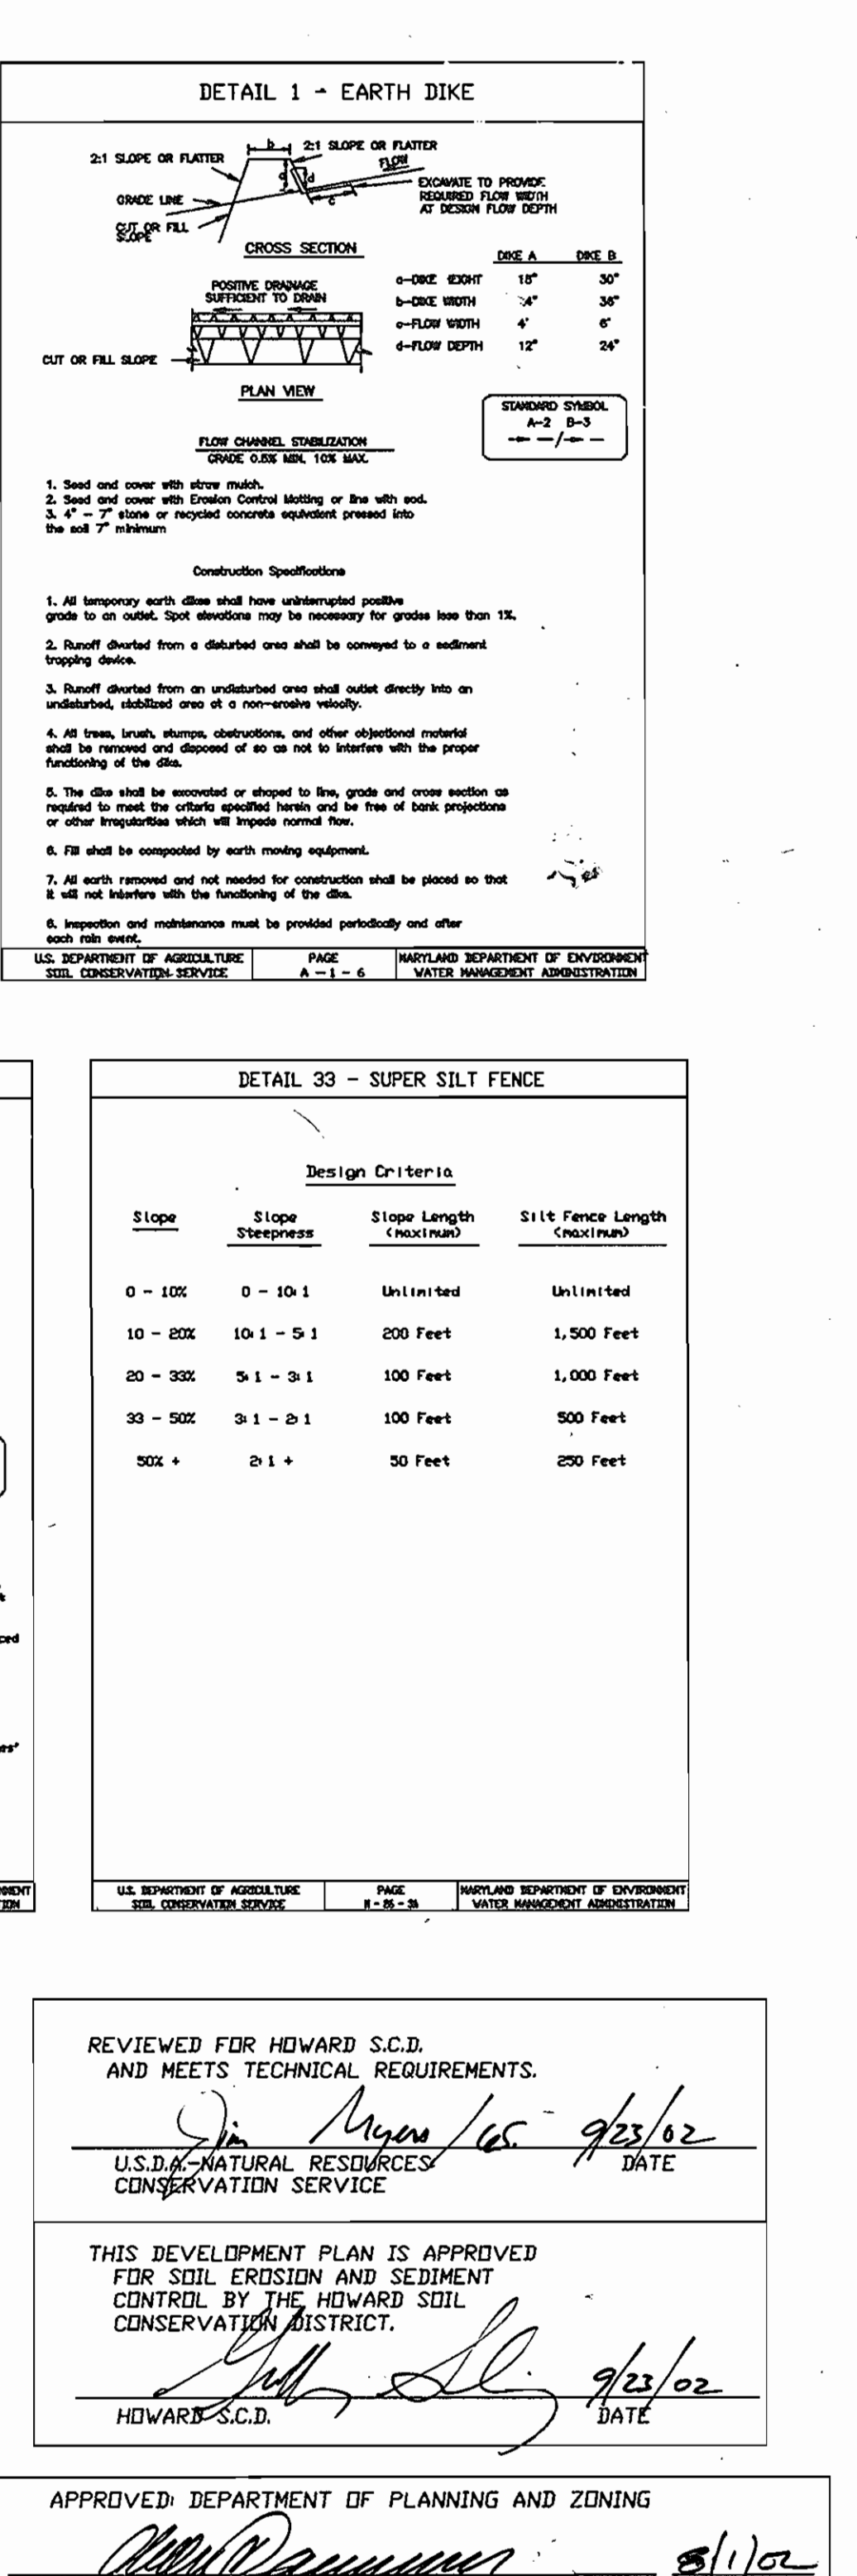 DETAIL 1 - EARTH DIKE
b
2:1 SLOPE OR FLATTER
2:1 SLOPE OR FLATTER
FLOW
a
d
c
EXCAVATE TO PROVIDE
REQUIRED FLOW WIDTH
AT DESIGN FLOW DEPTH
GRADE LINE
CUT OR FILL
SLOPE
CROSS SECTION
DIKE A DIKE B
a-DIKE HEIGHT 18" 30"
b-DIKE WIDTH 36"
c-FLOW WIDTH 4' 6'
d-FLOW DEPTH 12" 24"
POSITIVE DRAINAGE
SUFFICIENT TO DRAIN
CUT OR FILL SLOPE
PLAN VIEW
STANDARD SYMBOL
A-2 B-3
FLOW CHANNEL STABILIZATION
GRADE 0.5% MIN. 10% MAX.
1. Seed and cover with straw mulch.
2. Seed and cover with Erosion Control Matting or line with sod.
3. 4" - 7" stone or recycled concrete equivalent pressed into
the soil 7" minimum
Construction Specifications
1. All temporary earth dikes shall have uninterrupted positive
grade to an outlet. Spot elevations may be necessary for grades less than 1%.
2. Runoff diverted from a disturbed area shall be conveyed to a sediment
trapping device.
3. Runoff diverted from an undisturbed area shall outlet directly into an
undisturbed, stabilized area at a non-erosive velocity.
4. All trees, brush, stumps, obstructions, and other objectional material
shall be removed and disposed of so as not to interfere with the proper
functioning of the dike.
5. The dike shall be excavated or shaped to line, grade and cross section as
required to meet the criteria specified herein and be free of bank projections
or other irregularities which will impede normal flow.
6. Fill shall be compacted by earth moving equipment.
7. All earth removed and not needed for construction shall be placed so that
it will not interfere with the functioning of the dike.
8. Inspection and maintenance must be provided periodically and after
each rain event.
U.S. DEPARTMENT OF AGRICULTURE PAGE MARYLAND DEPARTMENT OF ENVIRONMENT
SOIL CONSERVATION SERVICE A - 1 - 6 WATER MANAGEMENT ADMINISTRATION
DETAIL 33 - SUPER SILT FENCE
Design Criteria
Slope Slope Slope Length Silt Fence Length
Steepness (maximum) (maximum)
0 - 10% 0 - 10:1 Unlimited Unlimited
10 - 20% 10:1 - 5:1 200 Feet 1,500 Feet
20 - 33% 5:1 - 3:1 100 Feet 1,000 Feet
33 - 50% 3:1 - 2:1 100 Feet 500 Feet
50% + 2:1 + 50 Feet 250 Feet
U.S. DEPARTMENT OF AGRICULTURE PAGE MARYLAND DEPARTMENT OF ENVIRONMENT
SOIL CONSERVATION SERVICE WATER MANAGEMENT ADMINISTRATION
REVIEWED FOR HOWARD S.C.D.
AND MEETS TECHNICAL REQUIREMENTS.
Jim Myers 9/23/02
U.S.D.A.-NATURAL RESOURCES DATE
CONSERVATION SERVICE
THIS DEVELOPMENT PLAN IS APPROVED
FOR SOIL EROSION AND SEDIMENT
CONTROL BY THE HOWARD SOIL
CONSERVATION DISTRICT.
9/23/02
HOWARD S.C.D. DATE
APPROVED: DEPARTMENT OF PLANNING AND ZONING
8/1/02